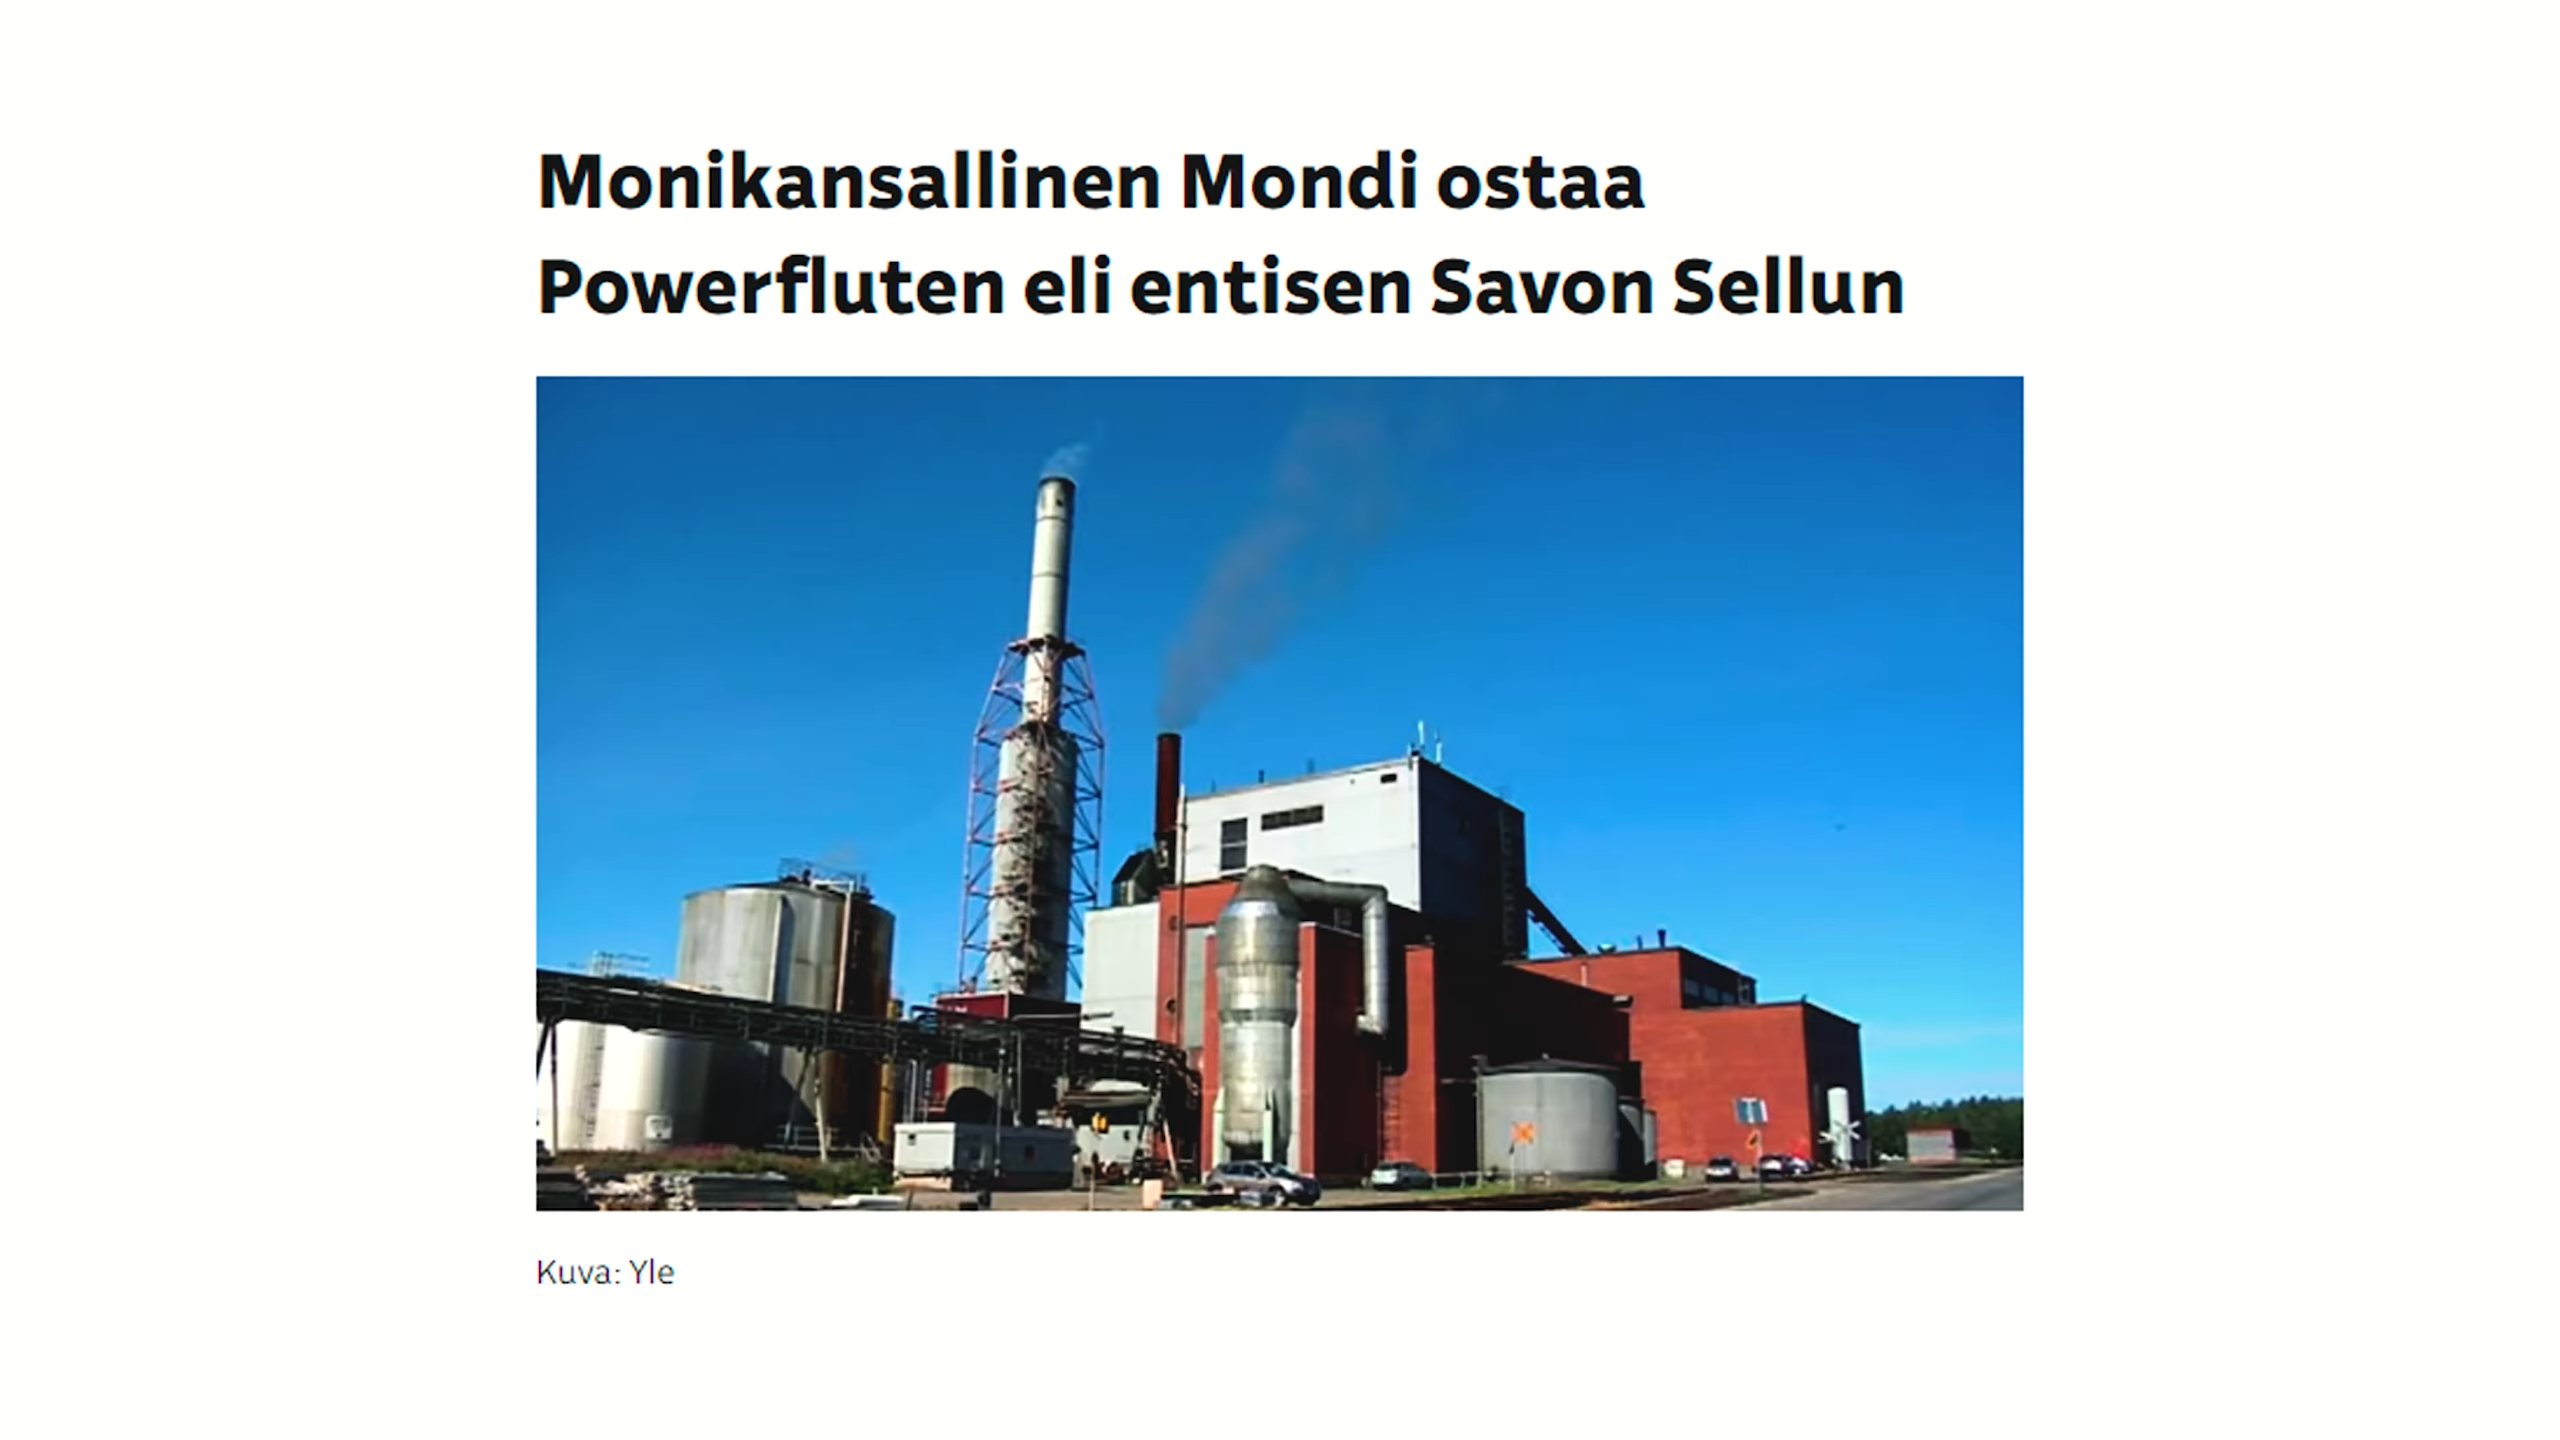 Monikansallinen Mondi ostaa
Powerfluten eli entisen Savon Sellun
Kuva: Yle